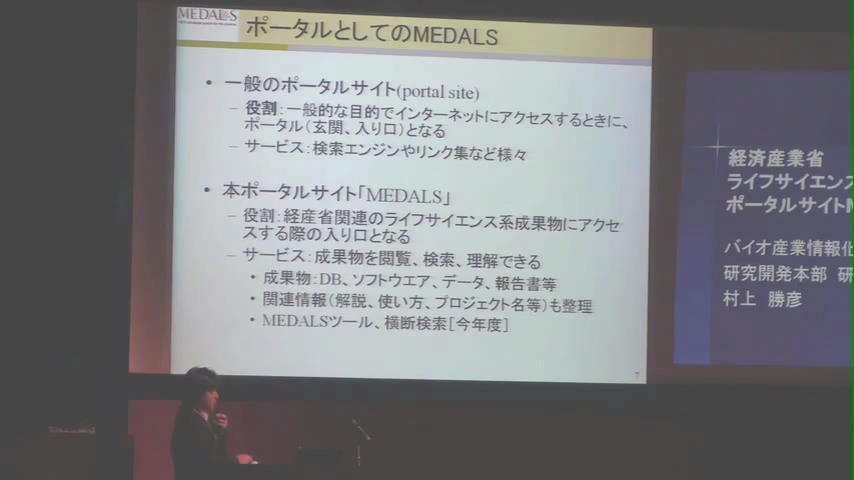 MEDALS
ポータルとしてのMEDALS
• 一般のポータルサイト(portal site)
– 役割：一般的な目的でインターネットにアクセスするときに、
ポータル（玄関、入り口）となる
– サービス：検索エンジンやリンク集など様々
• 本ポータルサイト「MEDALS」
– 役割：経産省関連のライフサイエンス系成果物にアクセ
スする際の入り口となる
– サービス：成果物を閲覧、検索、理解できる
• 成果物：DB、ソフトウエア、データ、報告書等
• 関連情報（解説、使い方、プロジェクト名等）も整理
• MEDALSツール、横断検索［今年度］
7
経済産業省
ライフサイエンス
ポータルサイトM
バイオ産業情報化
研究開発本部 研
村上 勝彦